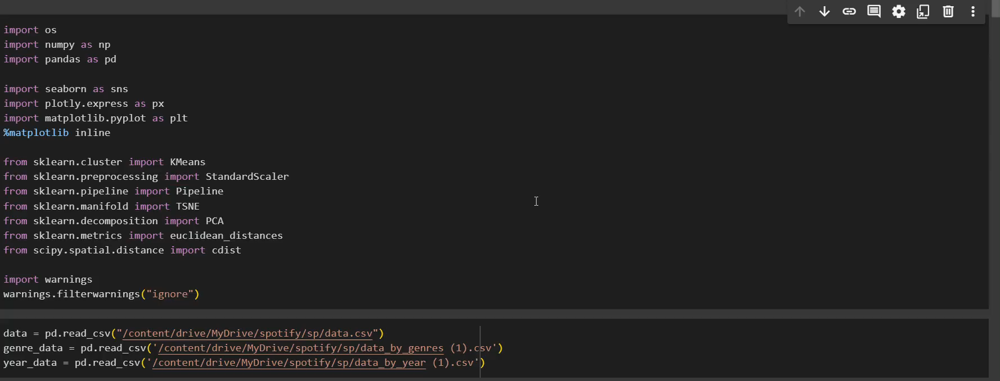 import os
import numpy as np
import pandas as pd
import seaborn as sns
import plotly.express as px
import matplotlib.pyplot as plt
%matplotlib inline
from sklearn.cluster import KMeans
from sklearn.preprocessing import StandardScaler
from sklearn.pipeline import Pipeline
from sklearn.manifold import TSNE
from sklearn.decomposition import PCA
from sklearn.metrics import euclidean_distances
from scipy.spatial.distance import cdist
import warnings
warnings.filterwarnings("ignore")
data = pd.read_csv("/content/drive/MyDrive/spotify/sp/data.csv")
genre_data = pd.read_csv('/content/drive/MyDrive/spotify/sp/data_by_genres (1).csv')
year_data = pd.read_csv('/content/drive/MyDrive/spotify/sp/data_by_year (1).csv')